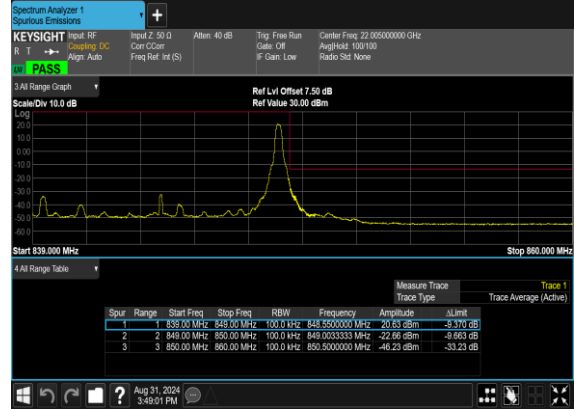 Spectrum Analyzer 1
Spurious Emissions
KEYSIGHT Input: RF Input Z: 50 Ω Atten: 40 dB Trig: Free Run Center Freq: 22.005000000 GHz
R T Coupling: DC Corr CCorr Gate: Off Avg|Hold: 100/100
Align: Auto Freq Ref: Int (S) IF Gain: Low Radio Std: None
PASS
3 All Range Graph
Ref Lvl Offset 7.50 dB
Scale/Div 10.0 dB Ref Value 30.00 dBm
Log
20.0
10.0
0.00
-10.0
-20.0
-30.0
-40.0
-50.0
-60.0
Start 839.000 MHz Stop 860.000 MHz
4 All Range Table
Measure Trace Trace 1
Trace Type Trace Average (Active)
Spur Range Start Freq Stop Freq RBW Frequency Amplitude ΔLimit
1 1 839.00 MHz 849.00 MHz 100.0 kHz 848.5500000 MHz 20.63 dBm -9.370 dB
2 2 849.00 MHz 850.00 MHz 100.0 kHz 849.0033333 MHz -22.66 dBm -9.663 dB
3 3 850.00 MHz 860.00 MHz 100.0 kHz 850.5000000 MHz -46.23 dBm -33.23 dB
Aug 31, 2024
3:49:01 PM